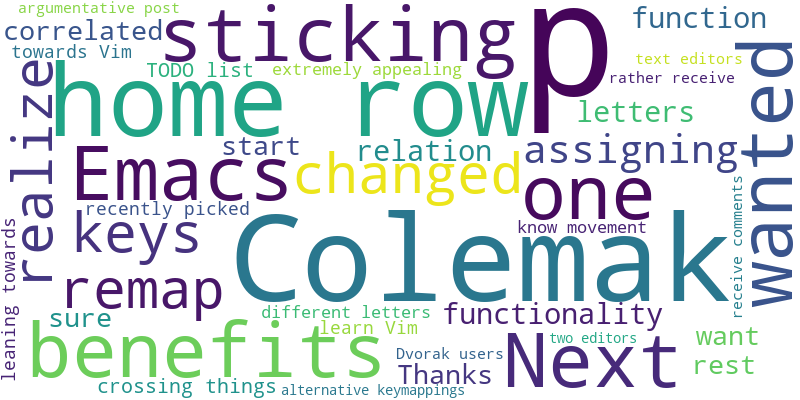 argumentative post
correlated
sticking
p
function
towards Vim
TODO list
extremely appealing
text editors
rather receive
home row
letters
realize
start
relation
assigning
wanted
Emacs
changed
one
recently picked
keys
know movement
receive comments
leaning towards
Colemak
remap
sure
different letters
functionality
learn Vim
benefits
Next
two editors
want
Dvorak users
Thanks
rest
crossing things
alternative keymappings